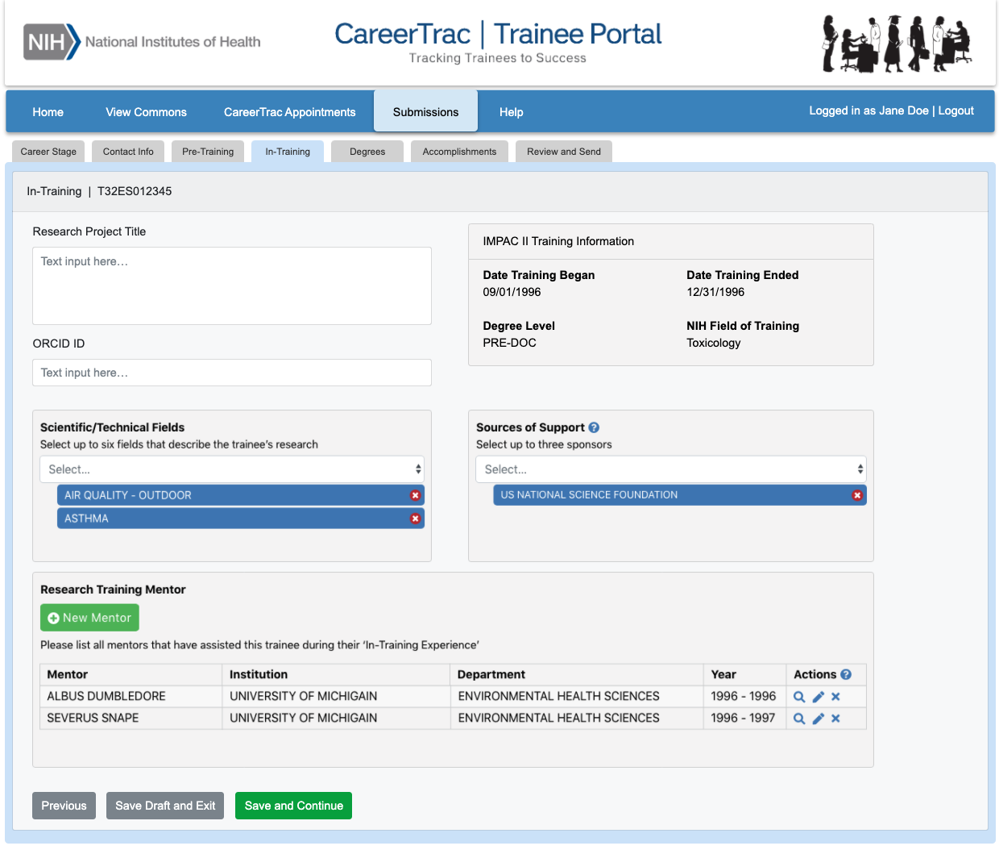 NIH National Institutes of Health
CareerTrac | Trainee Portal
Tracking Trainees to Success
Home View Commons CareerTrac Appointments Submissions Help Logged in as Jane Doe | Logout
Career Stage Contact Info Pre-Training In-Training Degrees Accomplishments Review and Send
In-Training | T32ES012345
Research Project Title
Text input here...
ORCID ID
Text input here...
IMPAC II Training Information
Date Training Began Date Training Ended
09/01/1996 12/31/1996
Degree Level NIH Field of Training
PRE-DOC Toxicology
Scientific/Technical Fields
Select up to six fields that describe the trainee's research
Select...
AIR QUALITY - OUTDOOR
ASTHMA
Sources of Support ?
Select up to three sponsors
Select...
US NATIONAL SCIENCE FOUNDATION
Research Training Mentor
New Mentor
Please list all mentors that have assisted this trainee during their 'In-Training Experience'
Mentor Institution Department Year Actions ?
ALBUS DUMBLEDORE UNIVERSITY OF MICHIGAIN ENVIRONMENTAL HEALTH SCIENCES 1996 - 1996
SEVERUS SNAPE UNIVERSITY OF MICHIGAIN ENVIRONMENTAL HEALTH SCIENCES 1996 - 1997
Previous Save Draft and Exit Save and Continue